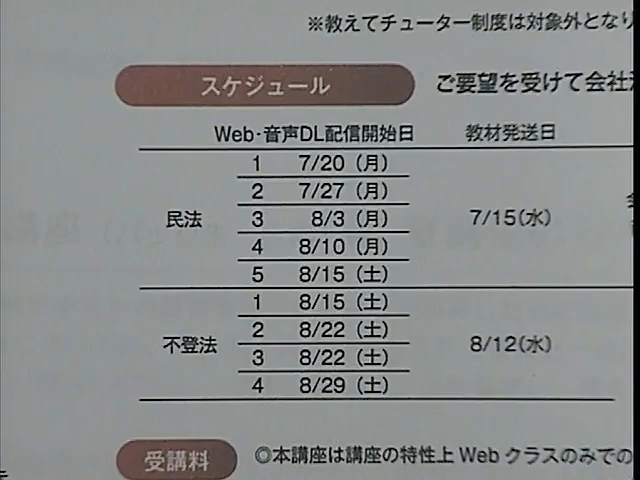 ※教えてチューター制度は対象外となり
スケジュール
ご要望を受けて会社
Web・音声DL配信開始日 教材発送日
1 7/20（月）
2 7/27（月）
民法 3 8/3（月） 7/15(水)
4 8/10（月）
5 8/15（土）
1 8/15（土）
2 8/22（土）
不登法 3 8/22（土） 8/12(水)
4 8/29（土）
受講料
◎本講座は講座の特性上Webクラスのみでの